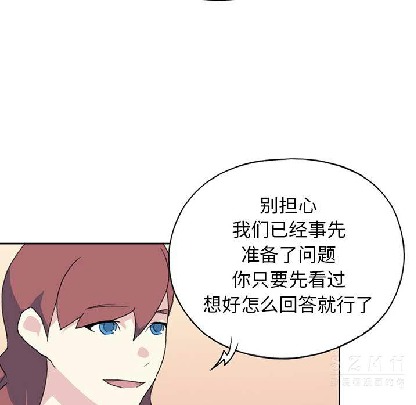 别担心
我们已经事先
准备了问题
你只要先看过
想好怎么回答就行了